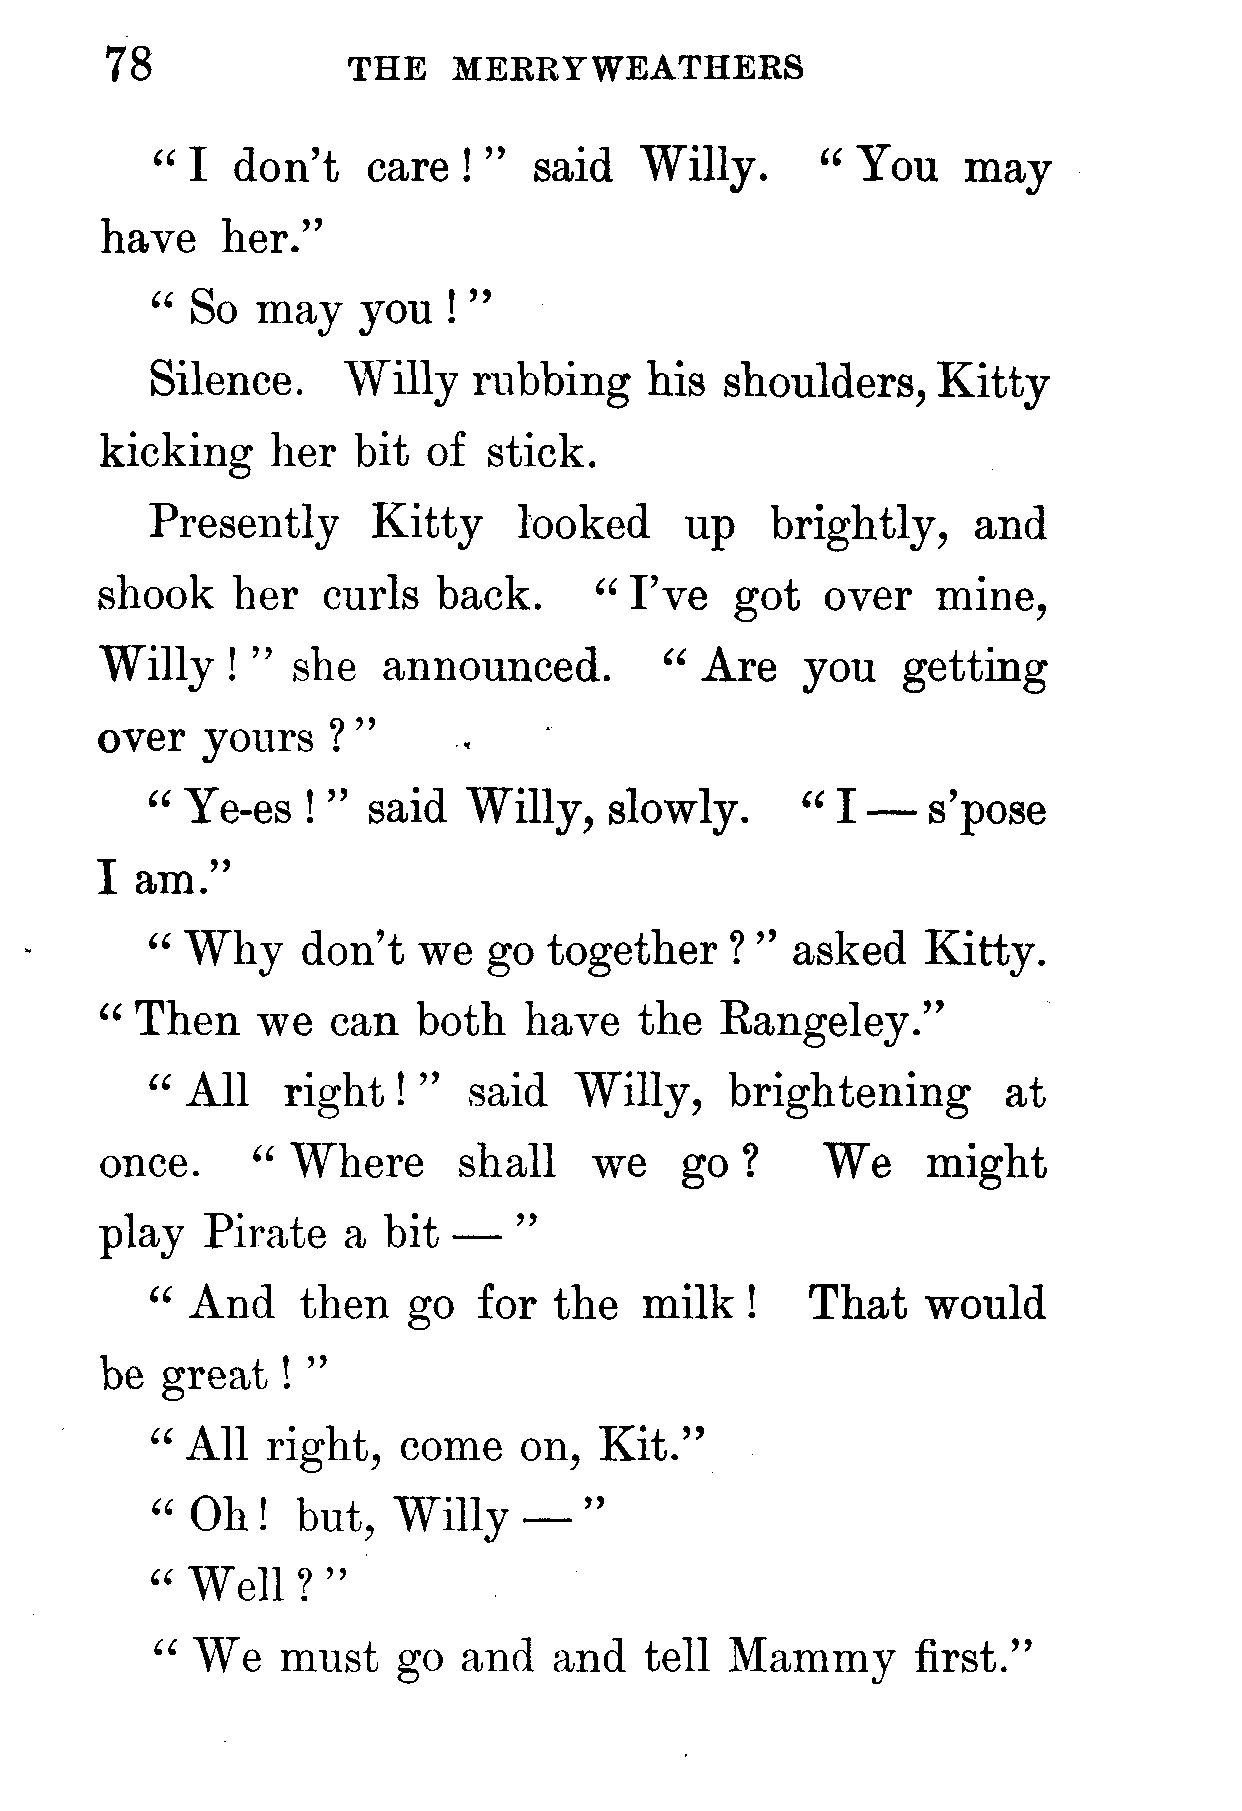 78 THE MERRYWEATHERS
“I don’t care!” said Willy. “You may
have her.”
“So may you!”
Silence. Willy rubbing his shoulders, Kitty
kicking her bit of stick.
Presently Kitty looked up brightly, and
shook her curls back. “I’ve got over mine,
Willy!” she announced. “Are you getting
over yours?”
“Ye-es!” said Willy, slowly. “I — s’pose
I am.”
“Why don’t we go together?” asked Kitty.
“Then we can both have the Rangeley.”
“All right!” said Willy, brightening at
once. “Where shall we go? We might
play Pirate a bit —”
“And then go for the milk! That would
be great!”
“All right, come on, Kit.”
“Oh! but, Willy —”
“Well?”
“We must go and and tell Mammy first.”